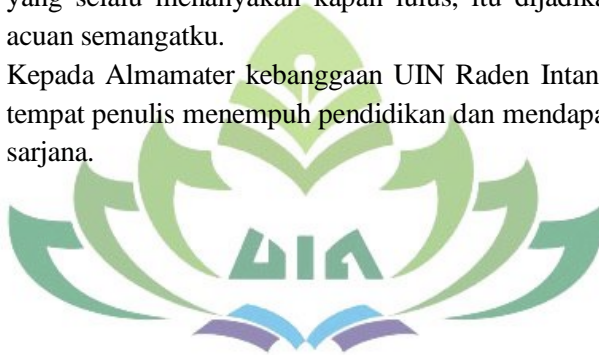 yang selalu menanyakan kapan lulus, itu dijadika
acuan semangatku.
Kepada Almamater kebanggaan UIN Raden Intan
tempat penulis menempuh pendidikan dan mendapa
sarjana.
UIN